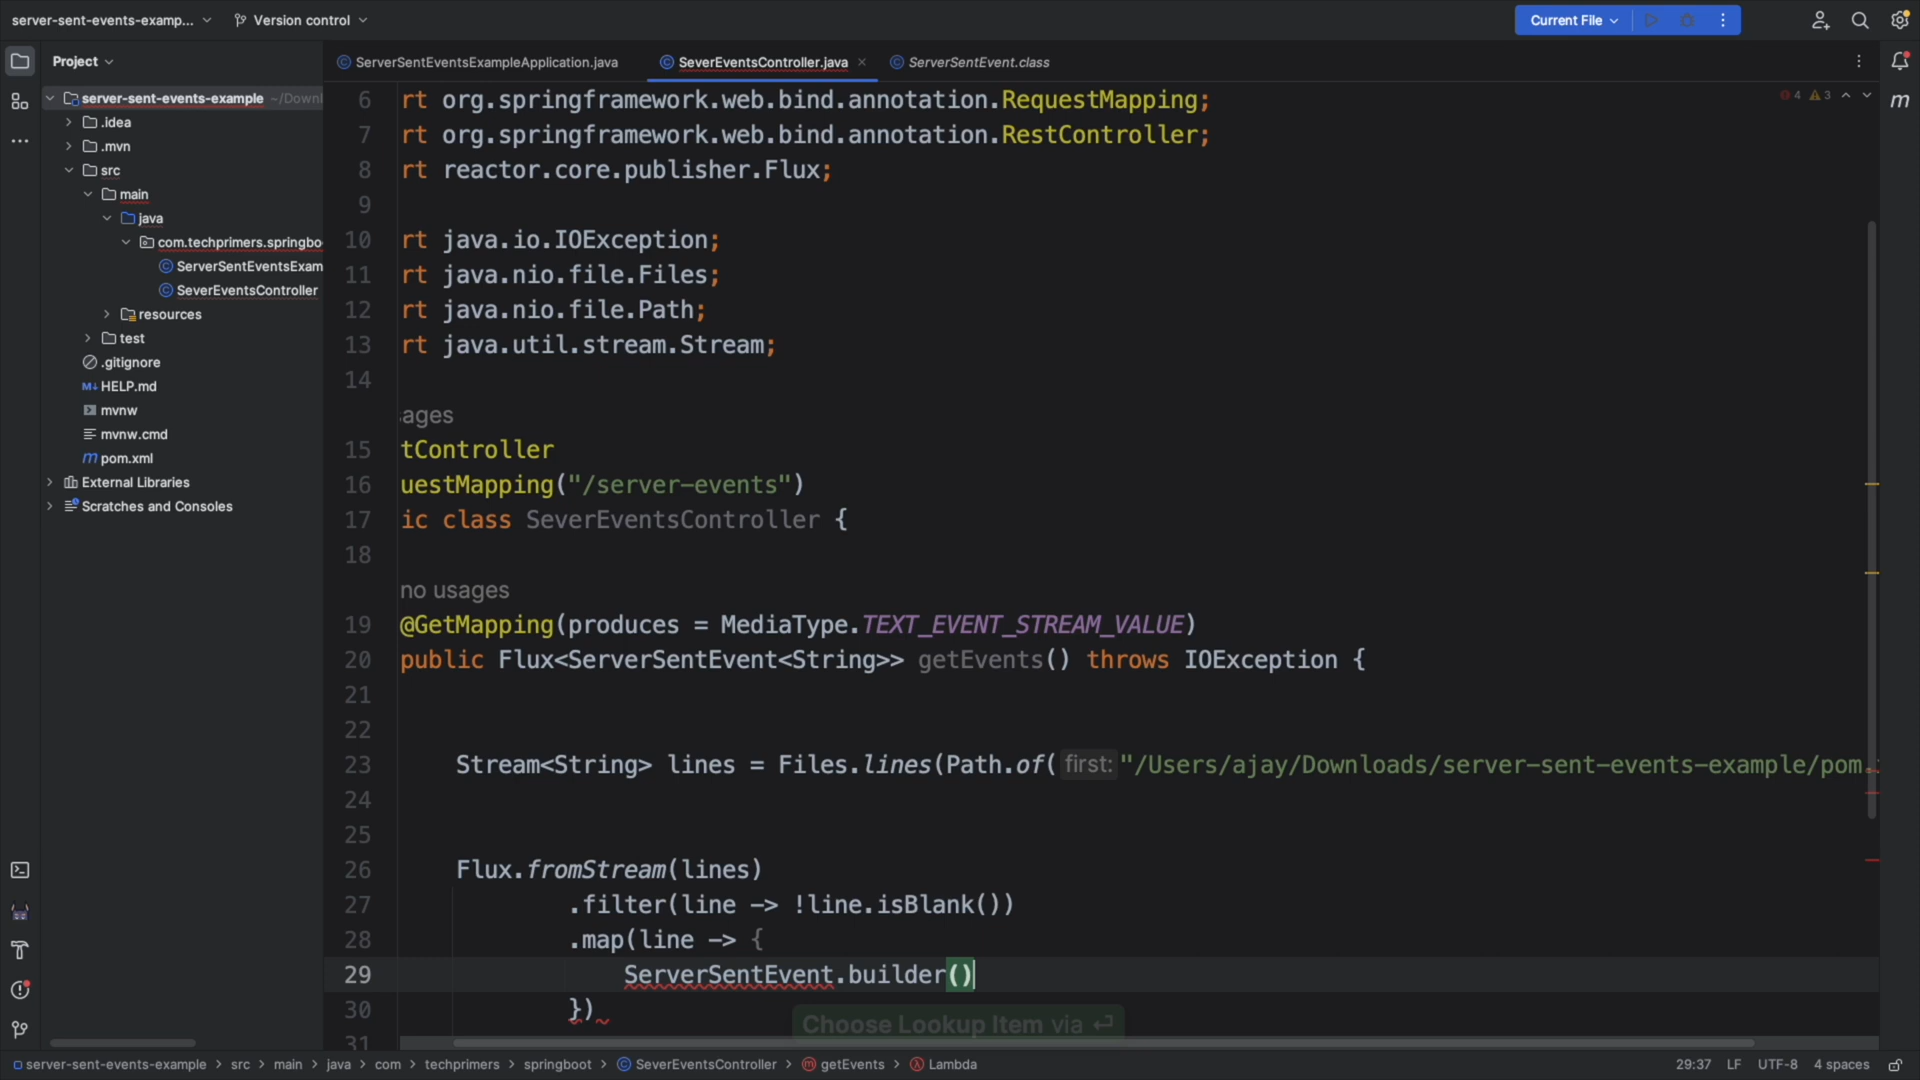 server-sent-events-examp...
Version control
Current File
Project
ServerSentEventsExampleApplication.java
SeverEventsController.java
ServerSentEvent.class
server-sent-events-example ~/Downl
.idea
.mvn
src
main
java
com.techprimers.springbo
ServerSentEventsExam
SeverEventsController
resources
test
.gitignore
M↓ HELP.md
mvnw
mvnw.cmd
m pom.xml
External Libraries
Scratches and Consoles
4 3
m
6 rt org.springframework.web.bind.annotation.RequestMapping;
7 rt org.springframework.web.bind.annotation.RestController;
8 rt reactor.core.publisher.Flux;
9
10 rt java.io.IOException;
11 rt java.nio.file.Files;
12 rt java.nio.file.Path;
13 rt java.util.stream.Stream;
14
sages
15 tController
16 uestMapping("/server-events")
17 ic class SeverEventsController {
18
no usages
19 @GetMapping(produces = MediaType.TEXT_EVENT_STREAM_VALUE)
20 public Flux<ServerSentEvent<String>> getEvents() throws IOException {
21
22
23 Stream<String> lines = Files.lines(Path.of( first: "/Users/ajay/Downloads/server-sent-events-example/pom.
24
25
26 Flux.fromStream(lines)
27 .filter(line -> !line.isBlank())
28 .map(line -> {
29 ServerSentEvent.builder()
30 })
31
Choose Lookup Item via ↵
server-sent-events-example > src > main > java > com > techprimers > springboot > SeverEventsController > getEvents > Lambda
29:37 LF UTF-8 4 spaces